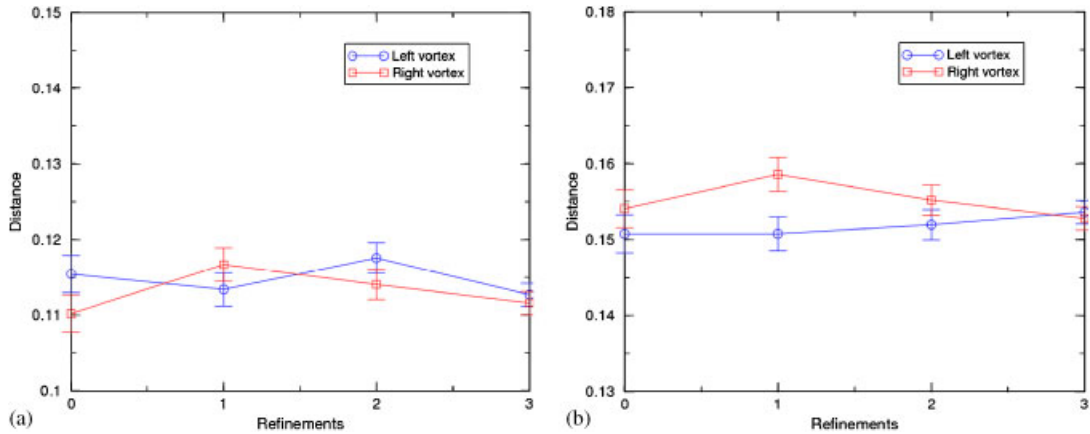 0.15
0.14
0.13
0.12
0.11
0.1
Distance
Left vortex
Right vortex
0
1
2
3
Refinements
(a)
0.18
0.17
0.16
0.15
0.14
0.13
Distance
Left vortex
Right vortex
0
1
2
3
Refinements
(b)